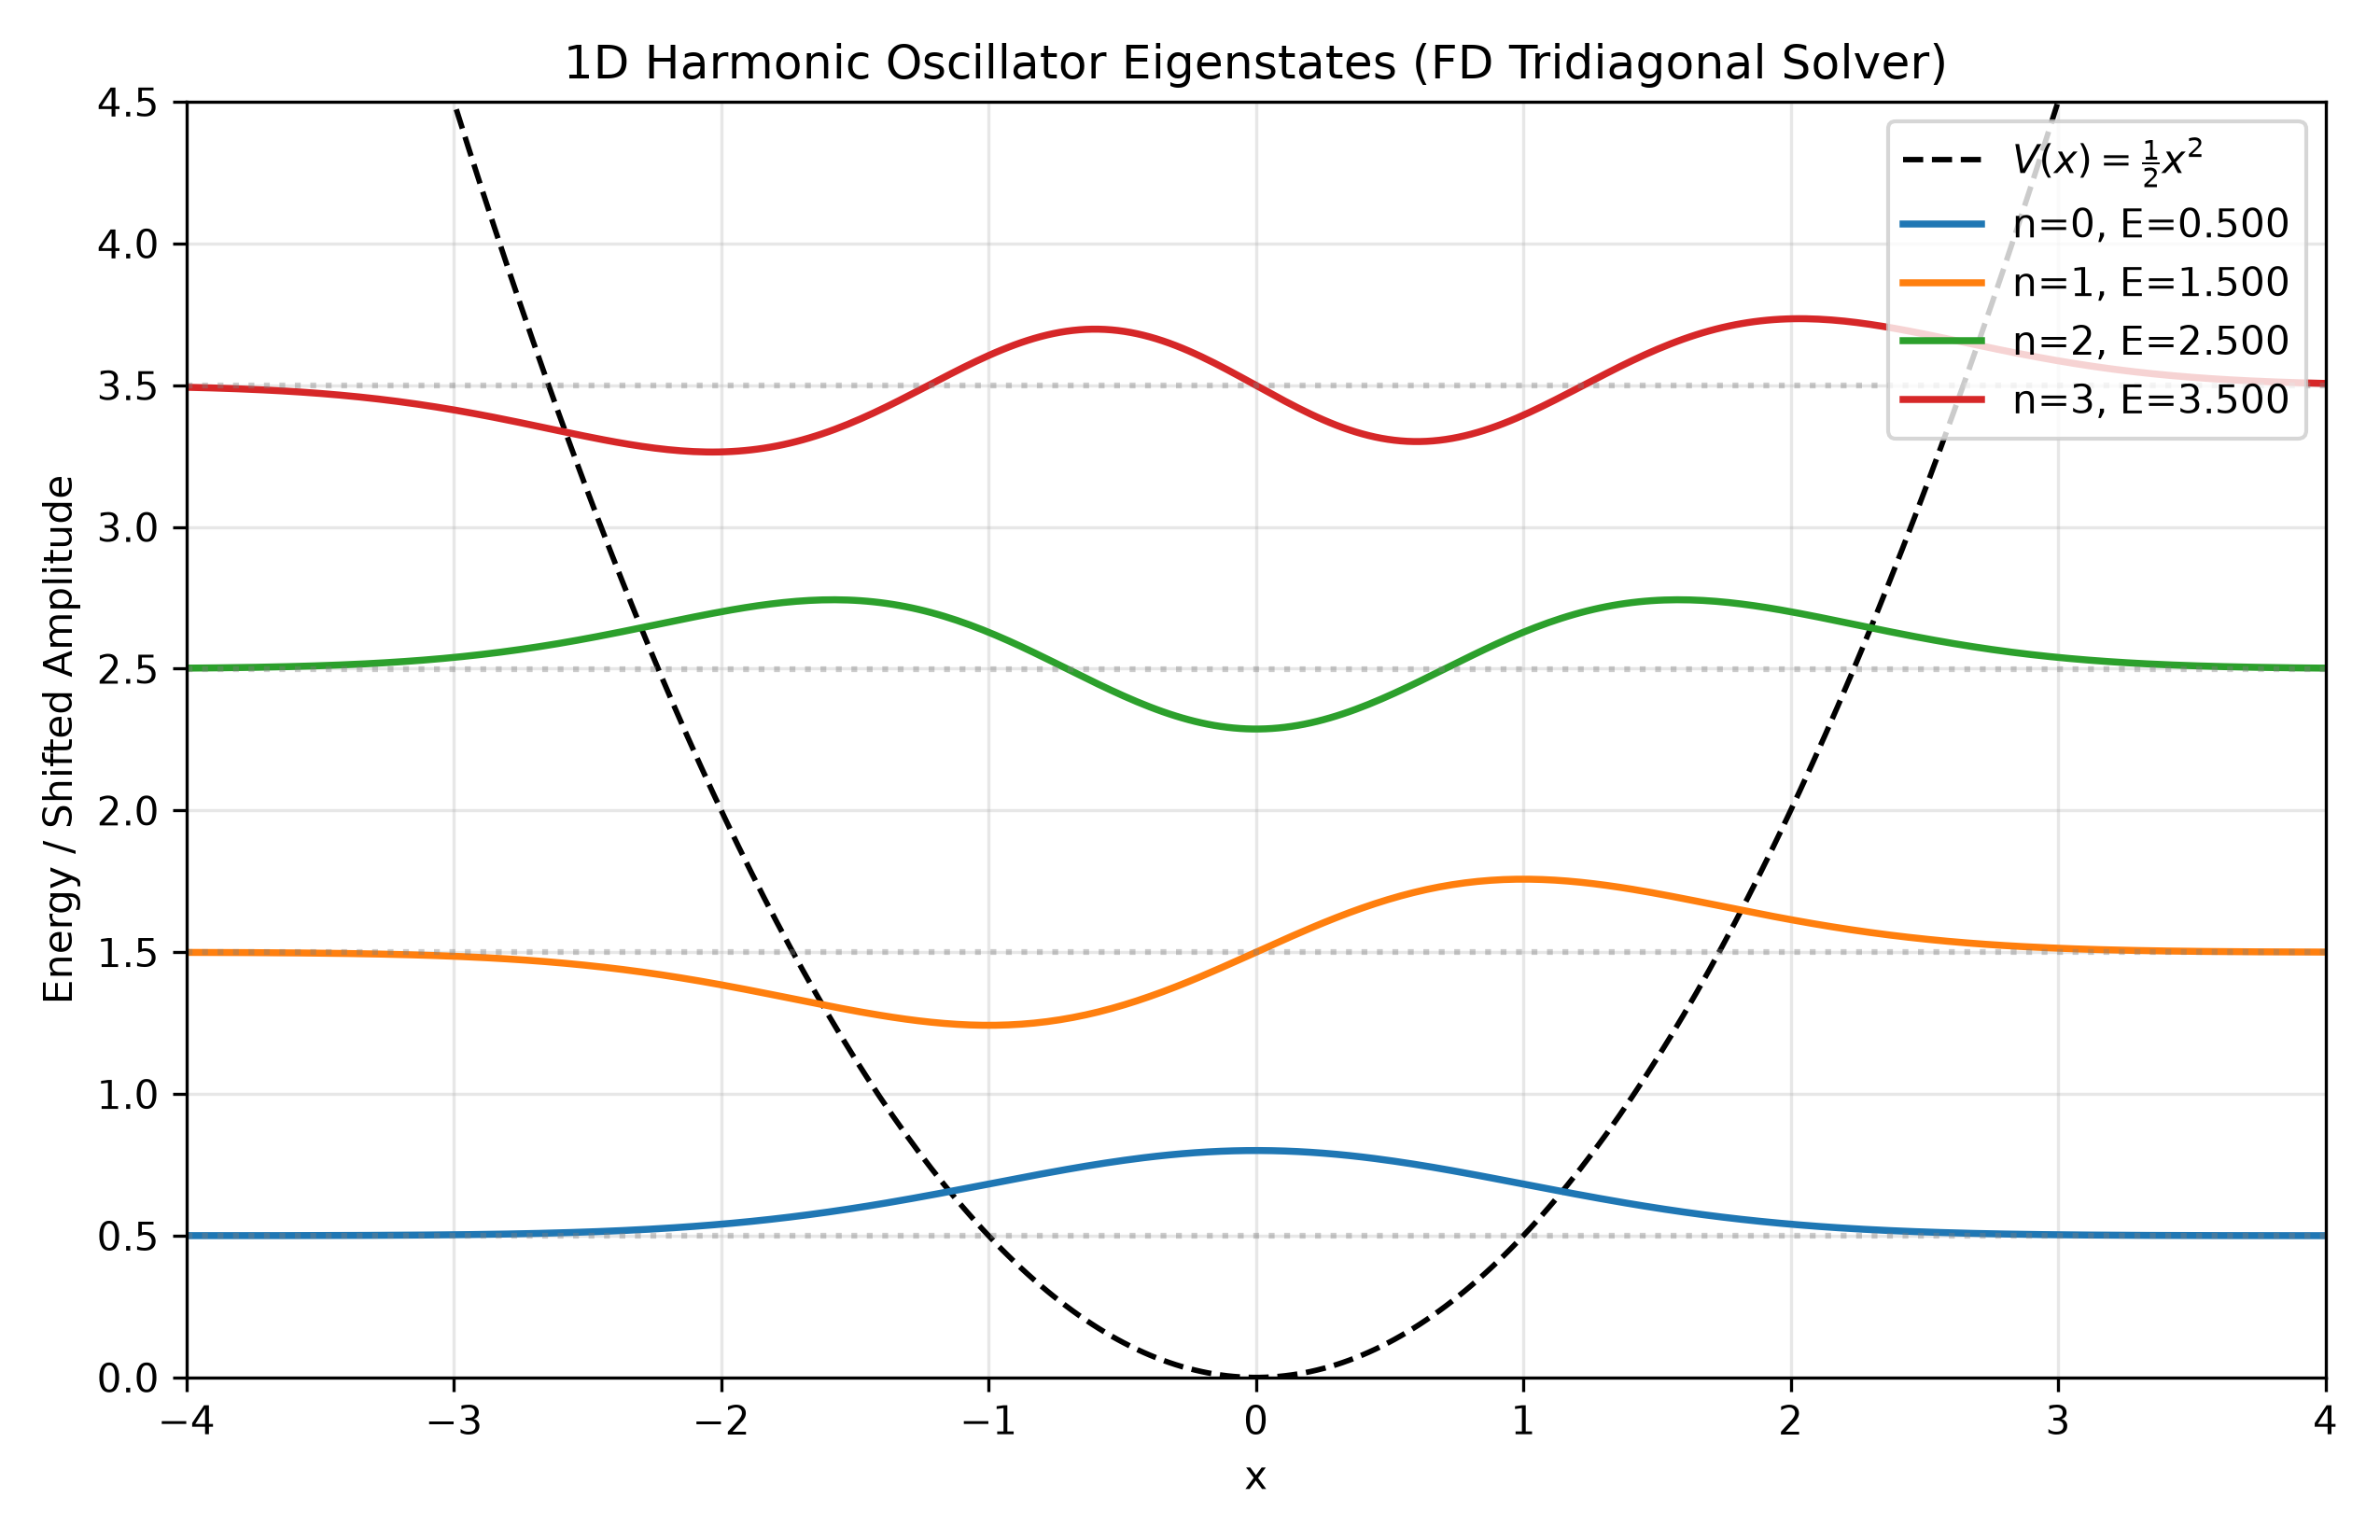 1D Harmonic Oscillator Eigenstates (FD Tridiagonal Solver)
4.5
4.0
3.5
3.0
2.5
2.0
1.5
1.0
0.5
0.0
Energy / Shifted Amplitude
V(x) = 1/2 x²
n=0, E=0.500
n=1, E=1.500
n=2, E=2.500
n=3, E=3.500
−4 −3 −2 −1 0 1 2 3 4
x